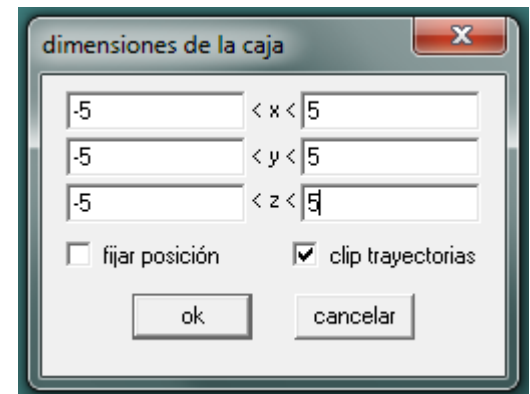 dimensiones de la caja
-5 < x < 5
-5 < y < 5
-5 < z < 5
fijar posición clip trayectorias
ok cancelar